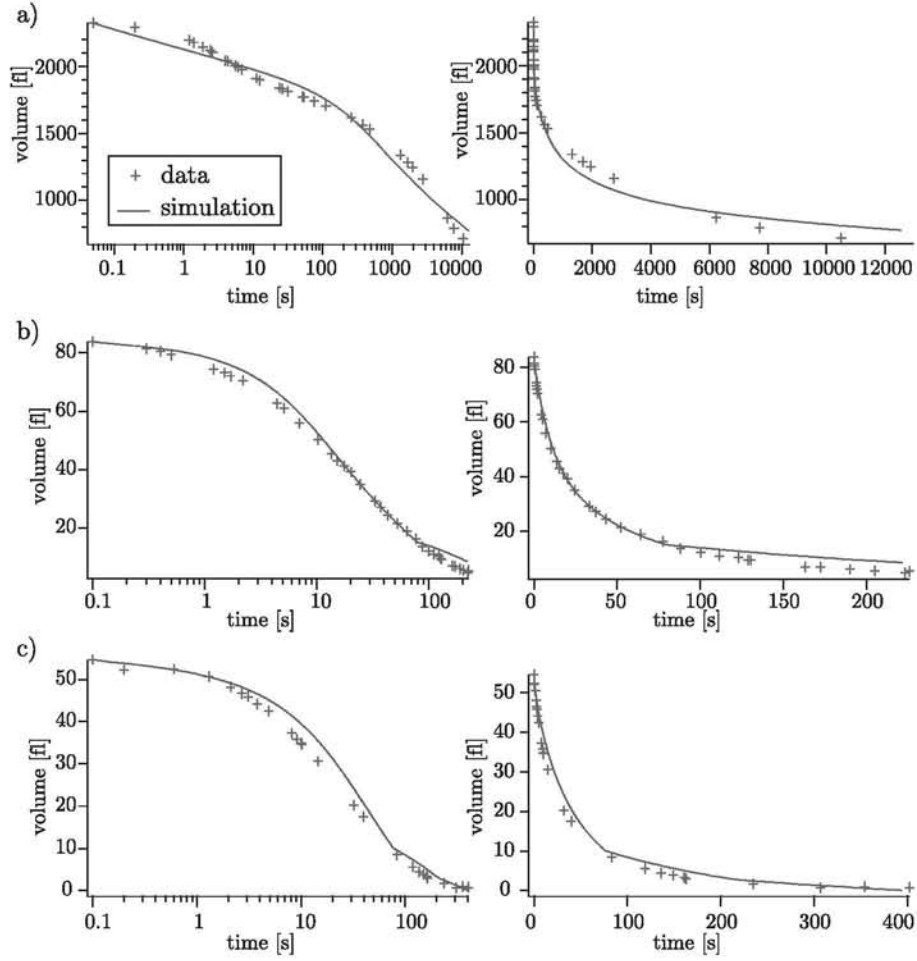 a)
volume [fl]
2000
1500
1000
data
simulation
0.1 1 10 100 1000 10000
time [s]
volume [fl]
2000
1500
1000
0 2000 4000 6000 8000 10000 12000
time [s]
b)
volume [fl]
80
60
40
20
0.1 1 10 100
time [s]
volume [fl]
80
60
40
20
0 50 100 150 200
time [s]
c)
volume [fl]
50
40
30
20
10
0
0.1 1 10 100
time [s]
volume [fl]
50
40
30
20
10
0
0 100 200 300 400
time [s]